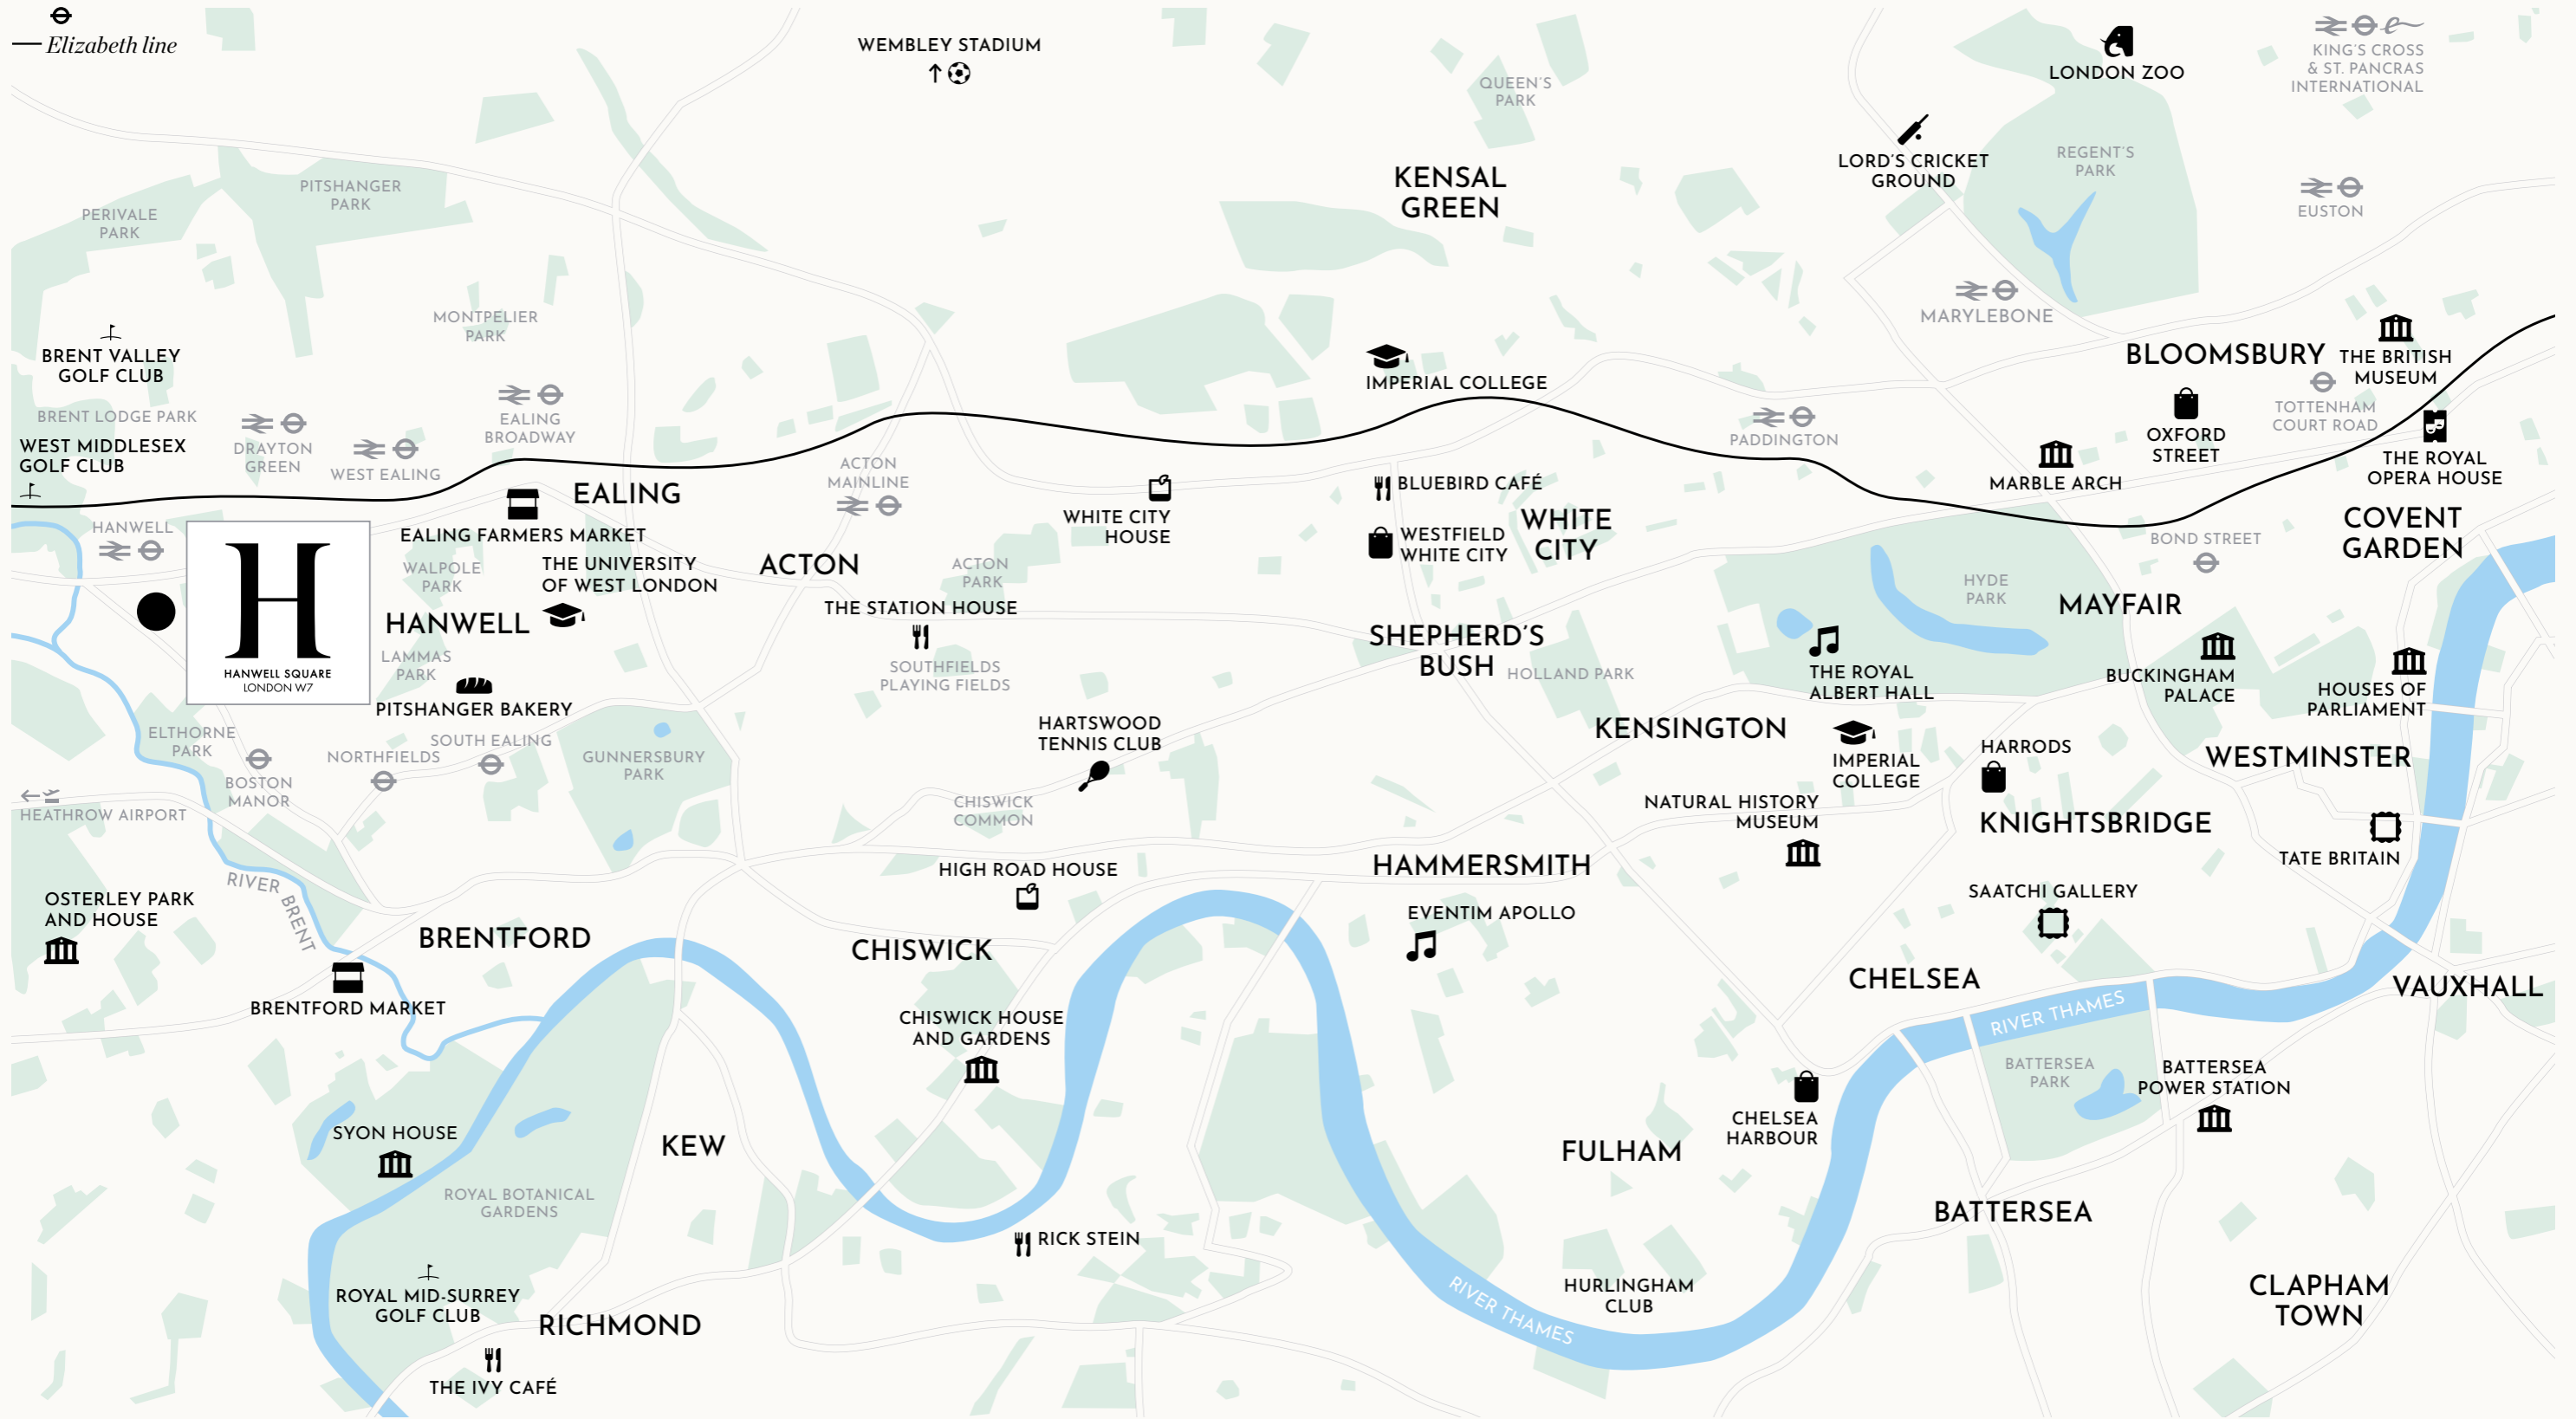 Elizabeth line
WEMBLEY STADIUM
QUEEN'S
PARK
LONDON ZOO
KING'S CROSS
& ST. PANCRAS
INTERNATIONAL
LORD'S CRICKET
GROUND
REGENT'S
PARK
EUSTON
KENSAL
GREEN
PITSHANGER
PARK
PERIVALE
PARK
MONTPELIER
PARK
MARYLEBONE
BRENT VALLEY
GOLF CLUB
BRENT LODGE PARK
WEST MIDDLESEX
GOLF CLUB
DRAYTON
GREEN
WEST EALING
EALING
BROADWAY
IMPERIAL COLLEGE
PADDINGTON
BLOOMSBURY
THE BRITISH
MUSEUM
TOTTENHAM
COURT ROAD
OXFORD
STREET
MARBLE ARCH
THE ROYAL
OPERA HOUSE
ACTON
MAINLINE
EALING
EALING FARMERS MARKET
HANWELL
H
HANWELL SQUARE
LONDON W7
WALPOLE
PARK
THE UNIVERSITY
OF WEST LONDON
HANWELL
LAMMAS
PARK
PITSHANGER BAKERY
ACTON
ACTON
PARK
THE STATION HOUSE
SOUTHFIELDS
PLAYING FIELDS
WHITE CITY
HOUSE
BLUEBIRD CAFÉ
WESTFIELD
WHITE CITY
WHITE
CITY
COVENT
GARDEN
BOND STREET
HYDE
PARK
MAYFAIR
SHEPHERD'S
BUSH
HOLLAND PARK
THE ROYAL
ALBERT HALL
BUCKINGHAM
PALACE
HOUSES OF
PARLIAMENT
ELTHORNE
PARK
BOSTON
MANOR
NORTHFIELDS
SOUTH EALING
GUNNERSBURY
PARK
HARTSWOOD
TENNIS CLUB
CHISWICK
COMMON
KENSINGTON
IMPERIAL
COLLEGE
HARRODS
WESTMINSTER
HEATHROW AIRPORT
NATURAL HISTORY
MUSEUM
KNIGHTSBRIDGE
TATE BRITAIN
HIGH ROAD HOUSE
HAMMERSMITH
RIVER
BRENT
OSTERLEY PARK
AND HOUSE
SAATCHI GALLERY
EVENTIM APOLLO
BRENTFORD
CHISWICK
BRENTFORD MARKET
CHELSEA
VAUXHALL
RIVER THAMES
CHISWICK HOUSE
AND GARDENS
BATTERSEA
PARK
BATTERSEA
POWER STATION
CHELSEA
HARBOUR
SYON HOUSE
KEW
FULHAM
ROYAL BOTANICAL
GARDENS
BATTERSEA
RICK STEIN
ROYAL MID-SURREY
GOLF CLUB
RICHMOND
RIVER THAMES
HURLINGHAM
CLUB
CLAPHAM
TOWN
THE IVY CAFÉ